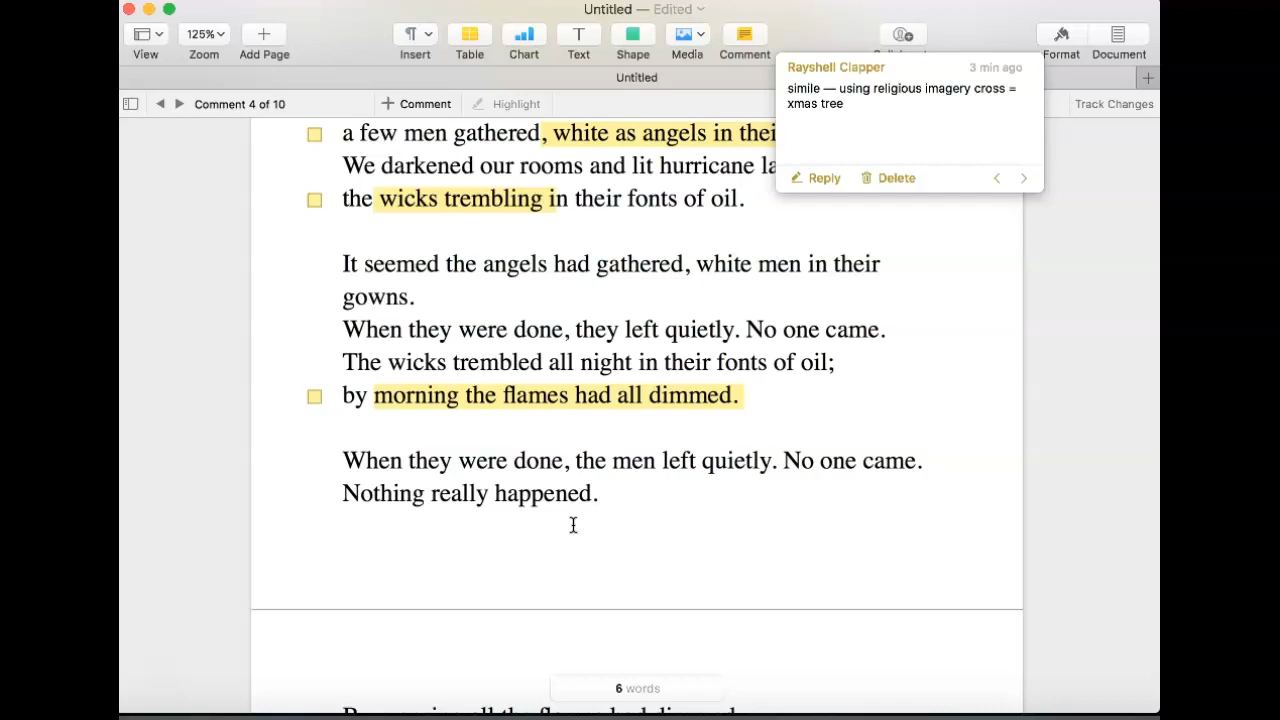 Untitled — Edited
125%
View Zoom Add Page Insert Table Chart Text Shape Media Comment Format Document
Untitled
Comment 4 of 10 Comment Highlight Track Changes
Rayshell Clapper 3 min ago
simile — using religious imagery cross =
xmas tree
Reply Delete
a few men gathered, white as angels in thei
We darkened our rooms and lit hurricane la
the wicks trembling in their fonts of oil.
It seemed the angels had gathered, white men in their
gowns.
When they were done, they left quietly. No one came.
The wicks trembled all night in their fonts of oil;
by morning the flames had all dimmed.
When they were done, the men left quietly. No one came.
Nothing really happened.
6 words